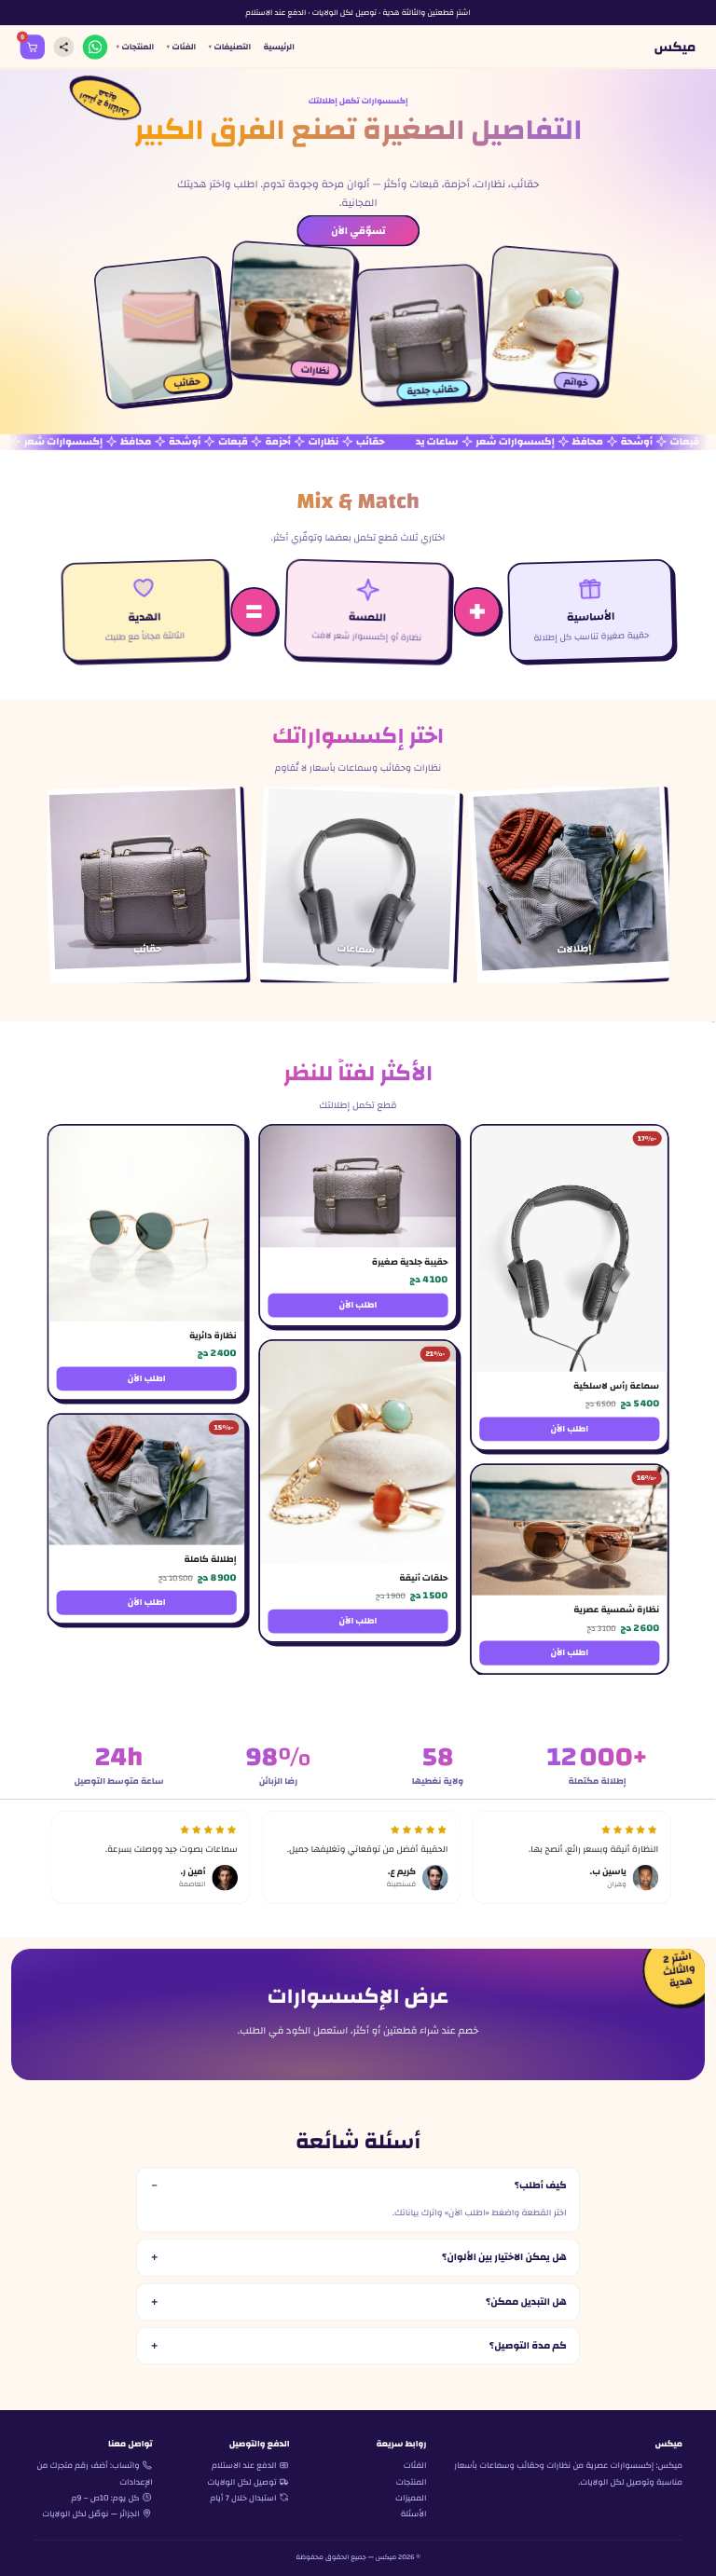 اشترِ قطعتين والثالثة هدية · توصيل لكل الولايات · الدفع عند الاستلام
ميكس
الرئيسية
التصنيفات
الفئات
المنتجات
0
اشترِ 2 والثالث
هدية
إكسسوارات تكمل إطلالتك
التفاصيل الصغيرة تصنع الفرق الكبير
حقائب، نظارات، أحزمة، قبعات وأكثر — ألوان مرحة وجودة تدوم. اطلب واختر هديتك
المجانية.
تسوّقي الآن
خواتم
حقائب جلدية
نظارات
حقائب
قبعات ✧ أوشحة ✧ محافظ ✧ إكسسوارات شعر ✧ ساعات يد
حقائب ✧ نظارات ✧ أحزمة ✧ قبعات ✧ أوشحة ✧ محافظ ✧ إكسسوارات شعر
Mix & Match
اختاري ثلاث قطع تكمل بعضها وتوفّري أكثر.
الأساسية
حقيبة صغيرة تناسب كل إطلالة
+
اللمسة
نظارة أو إكسسوار شعر لافت
=
الهدية
الثالثة مجاناً مع طلبك
اختر إكسسواراتك
نظارات وحقائب وسماعات بأسعار لا تُقاوم
إطلالات
سماعات
حقائب
الأكثر لفتاً للنظر
قطع تكمل إطلالتك
-17%
سماعة رأس لاسلكية
5400 دج 6500 دج
اطلب الآن
-16%
نظارة شمسية عصرية
2600 دج 3100 دج
اطلب الآن
حقيبة جلدية صغيرة
4100 دج
اطلب الآن
-21%
حلقات أنيقة
1500 دج 1900 دج
اطلب الآن
نظارة دائرية
2400 دج
اطلب الآن
-15%
إطلالة كاملة
8900 دج 10500 دج
اطلب الآن
12 000+
إطلالة مكتملة
58
ولاية نغطيها
98%
رضا الزبائن
24h
ساعة متوسط التوصيل
★★★★★
النظارة أنيقة وبسعر رائع، أنصح بها.
ياسين ب.
وهران
★★★★★
الحقيبة أفضل من توقعاتي وتغليفها جميل.
كريم ع.
قسنطينة
★★★★★
سماعات بصوت جيد ووصلت بسرعة.
أمين ر.
العاصمة
اشترِ 2
والثالث
هدية
عرض الإكسسوارات
خصم عند شراء قطعتين أو أكثر، استعمل الكود في الطلب.
أسئلة شائعة
كيف أطلب؟ −
اختر القطعة واضغط «اطلب الآن» واترك بياناتك.
هل يمكن الاختيار بين الألوان؟ +
هل التبديل ممكن؟ +
كم مدة التوصيل؟ +
ميكس
ميكس: إكسسوارات عصرية من نظارات وحقائب وسماعات بأسعار
مناسبة وتوصيل لكل الولايات.
روابط سريعة
الفئات
المنتجات
المميزات
الأسئلة
الدفع والتوصيل
الدفع عند الاستلام
توصيل لكل الولايات
استبدال خلال 7 أيام
تواصل معنا
واتساب: أضف رقم متجرك من
الإعدادات
كل يوم: 10ص – 9م
الجزائر — نوصّل لكل الولايات
© 2026 ميكس — جميع الحقوق محفوظة